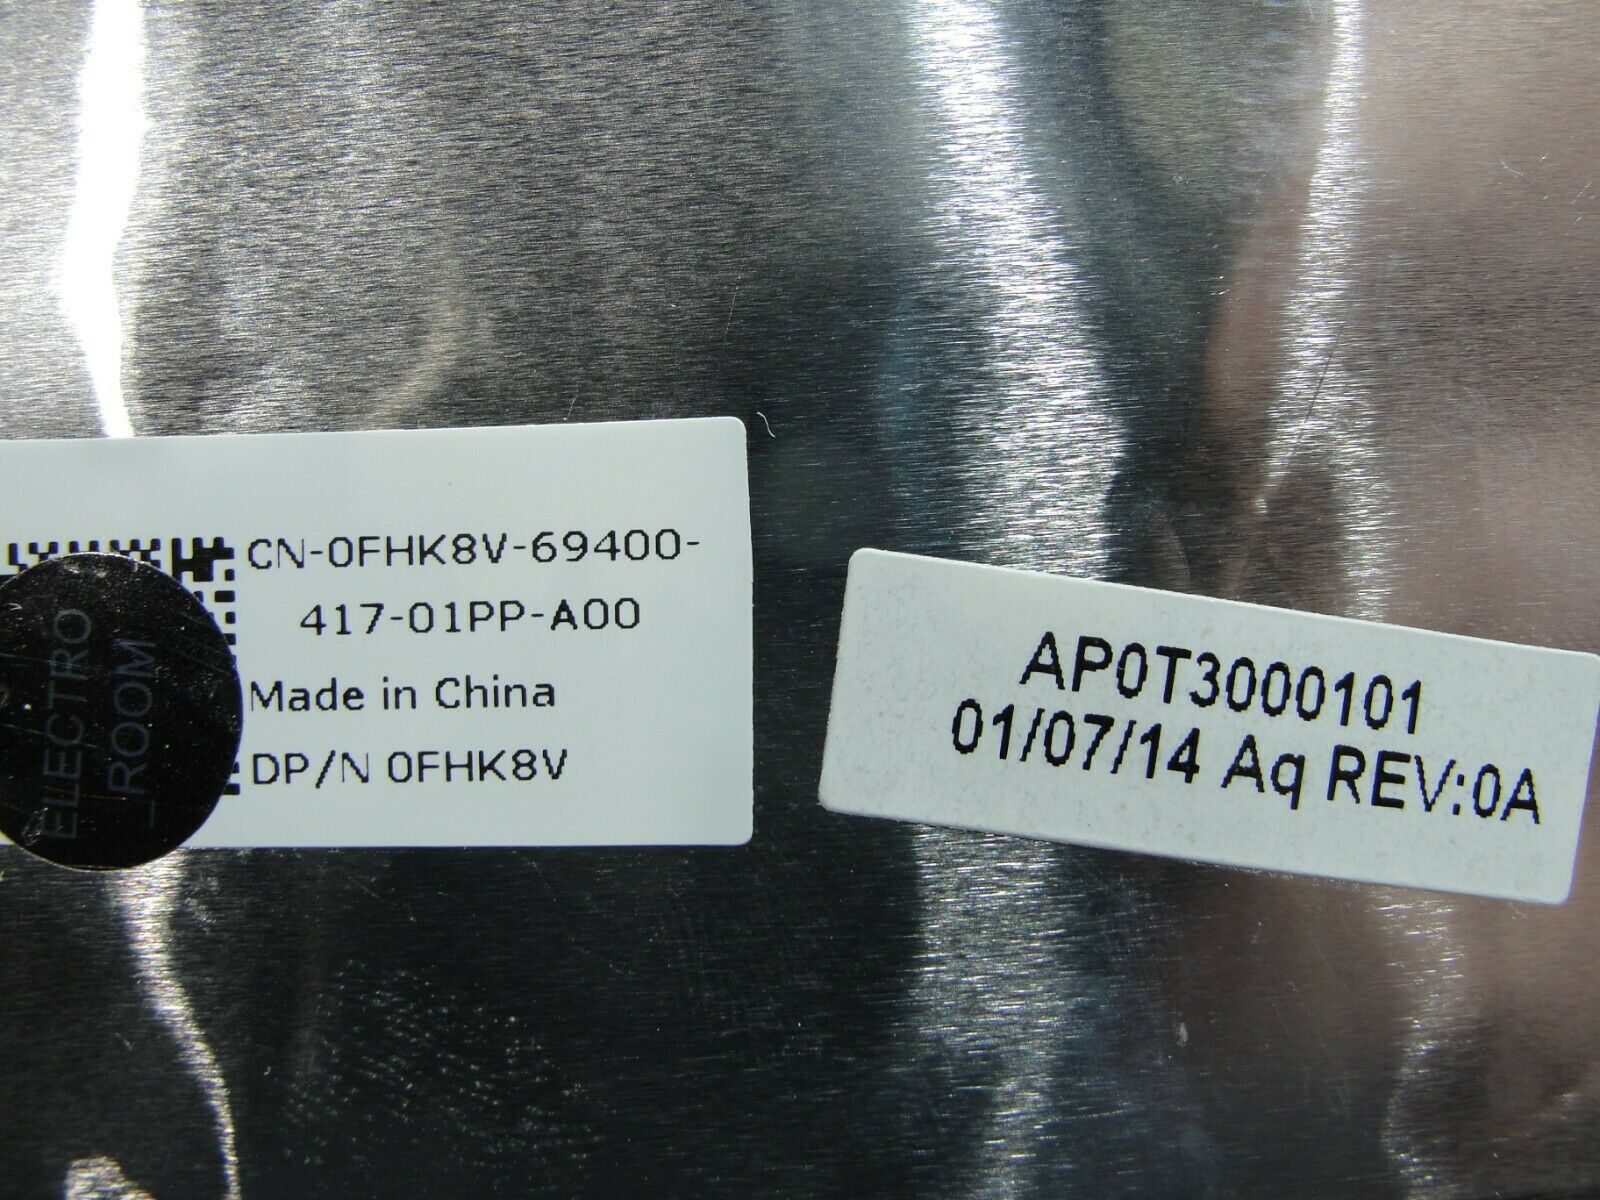 CN-0FHK8V-69400-
417-01PP-A00
Made in China
DP/N 0FHK8V
ELECTRO
_ROOM
AP0T3000101
01/07/14 Aq REV:0A